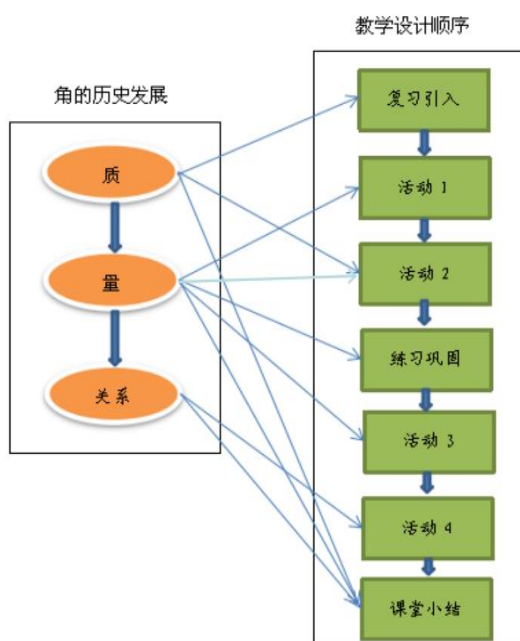 教学设计顺序
角的历史发展
复习引入
质
活动 1
量
活动 2
练习巩固
关系
活动 3
活动 4
课堂小结